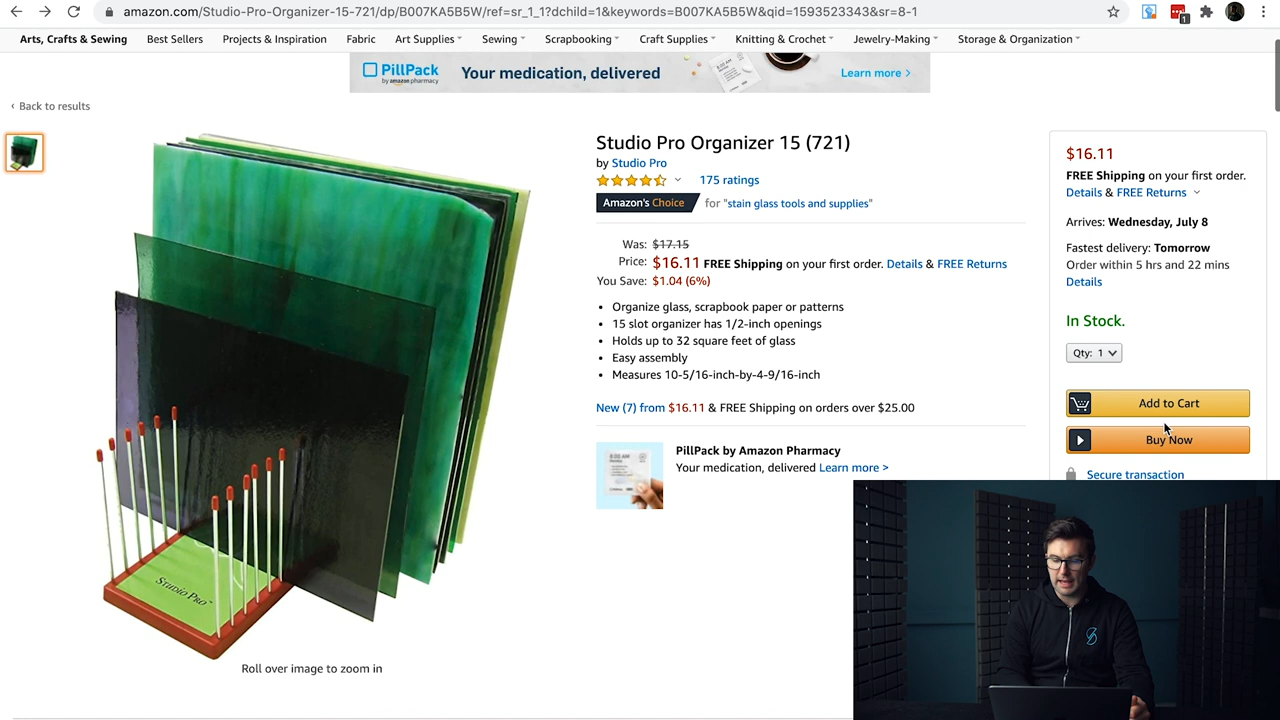 amazon.com/Studio-Pro-Organizer-15-721/dp/B007KA5B5W/ref=sr_1_1?dchild=1&keywords=B007KA5B5W&qid=1593523343&sr=8-1
1
Arts, Crafts & Sewing Best Sellers Projects & Inspiration Fabric Art Supplies Sewing Scrapbooking Craft Supplies Knitting & Crochet Jewelry-Making Storage & Organization
PillPack
by amazon pharmacy
Your medication, delivered
Learn more >
‹ Back to results
Studio Pro Organizer 15 (721)
by Studio Pro
175 ratings
Amazon's Choice for "stain glass tools and supplies"
Was: $17.15
Price: $16.11 FREE Shipping on your first order. Details & FREE Returns
You Save: $1.04 (6%)
• Organize glass, scrapbook paper or patterns
• 15 slot organizer has 1/2-inch openings
• Holds up to 32 square feet of glass
• Easy assembly
• Measures 10-5/16-inch-by-4-9/16-inch
New (7) from $16.11 & FREE Shipping on orders over $25.00
PillPack by Amazon Pharmacy
Your medication, delivered Learn more >
STUDIO PRO™
Roll over image to zoom in
$16.11
FREE Shipping on your first order.
Details & FREE Returns
Arrives: Wednesday, July 8
Fastest delivery: Tomorrow
Order within 5 hrs and 22 mins
Details
In Stock.
Qty: 1
Add to Cart
Buy Now
Secure transaction